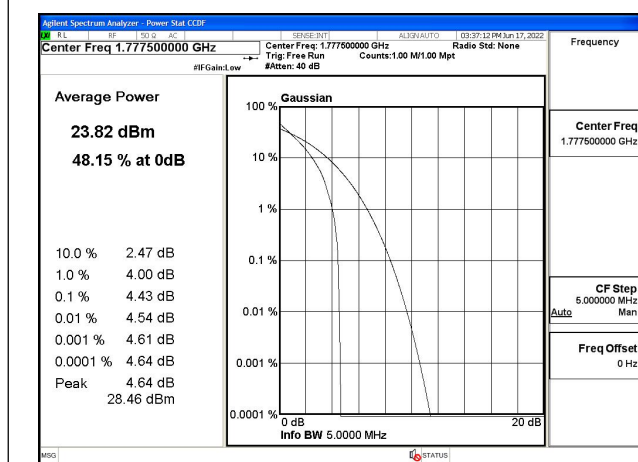 Agilent Spectrum Analyzer - Power Stat CCDF
RL RF 50 Ω AC SENSE:INT ALIGN AUTO 03:37:12 PM Jun 17, 2022
Center Freq 1.777500000 GHz
Center Freq: 1.777500000 GHz Radio Std: None
Trig: Free Run Counts:1.00 M/1.00 Mpt
#IFGain:Low #Atten: 40 dB
Frequency
Average Power
23.82 dBm
48.15 % at 0dB
10.0 % 2.47 dB
1.0 % 4.00 dB
0.1 % 4.43 dB
0.01 % 4.54 dB
0.001 % 4.61 dB
0.0001 % 4.64 dB
Peak 4.64 dB
28.46 dBm
Gaussian
100 %
10 %
1 %
0.1 %
0.01 %
0.001 %
0.0001 %
0 dB 20 dB
Info BW 5.0000 MHz
Center Freq
1.777500000 GHz
CF Step
5.000000 MHz
Auto Man
Freq Offset
0 Hz
MSG STATUS